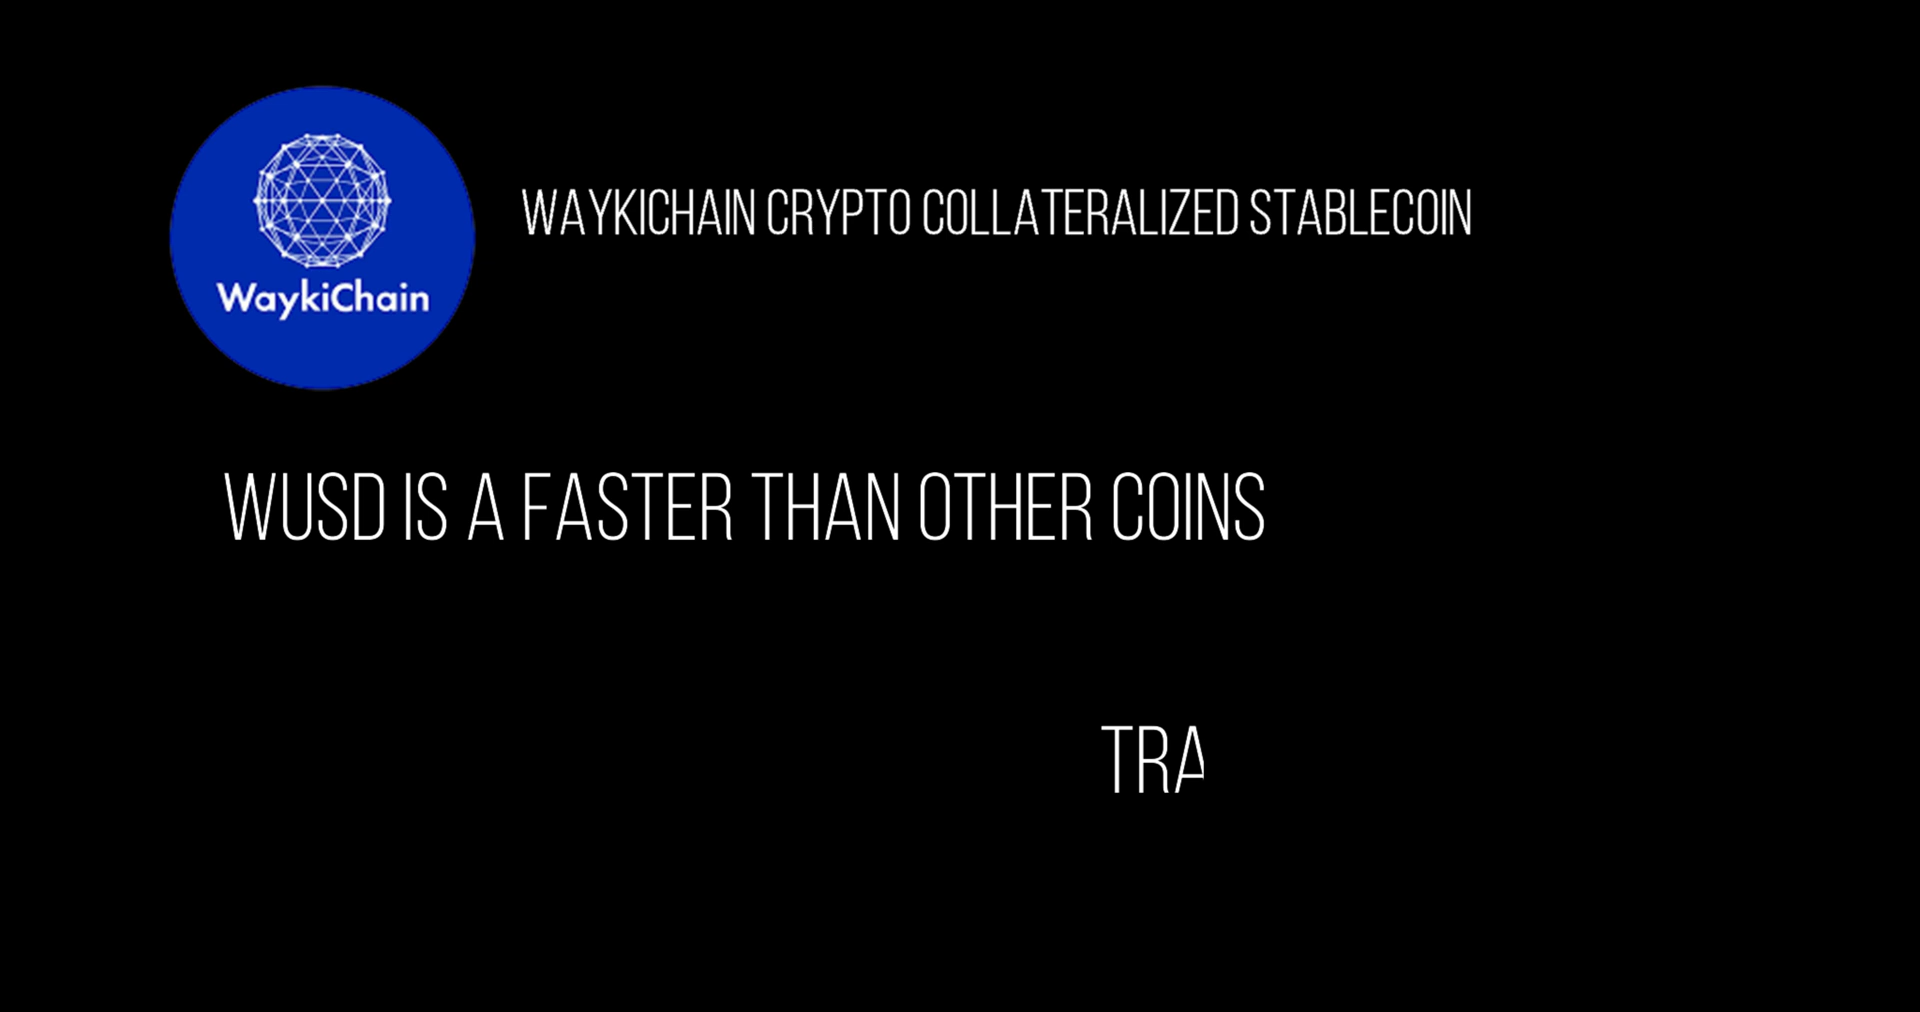 WaykiChain
WAYKICHAIN CRYPTO COLLATERALIZED STABLECOIN
WUSD IS A FASTER THAN OTHER COINS
TRA